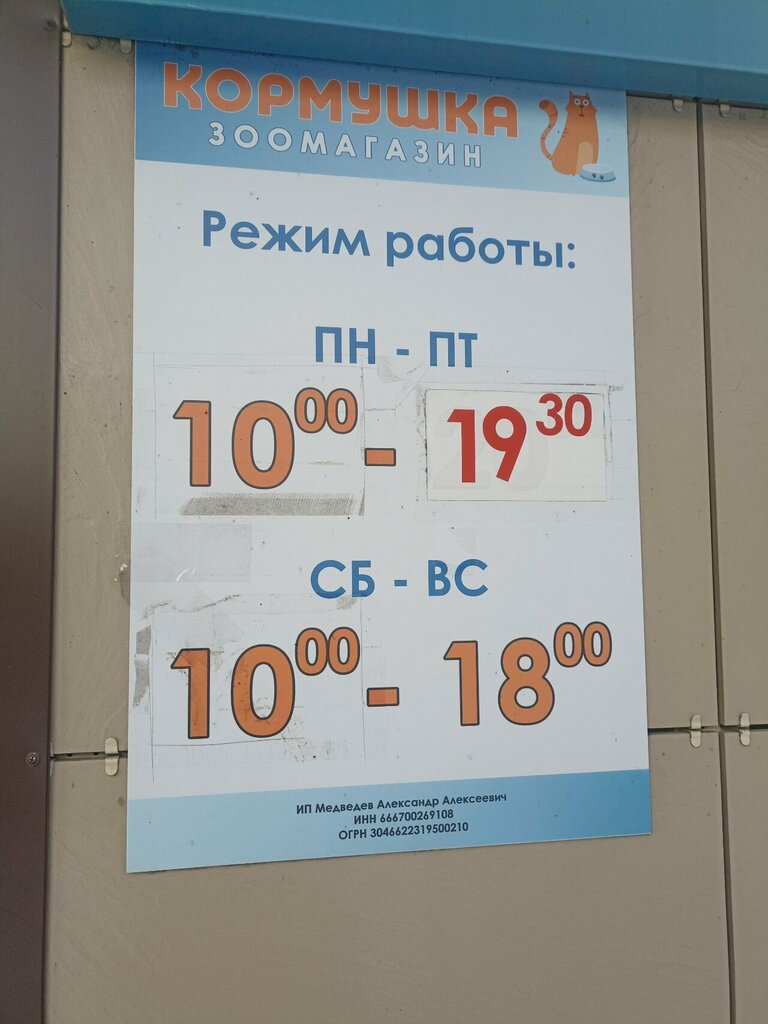 КОРМУШКА
ЗООМАГАЗИН
Режим работы:
ПН - ПТ
10⁰⁰ - 19³⁰
СБ - ВС
10⁰⁰ - 18⁰⁰
ИП Медведев Александр Алексеевич
ИНН 666700269108
ОГРН 3046622319500210